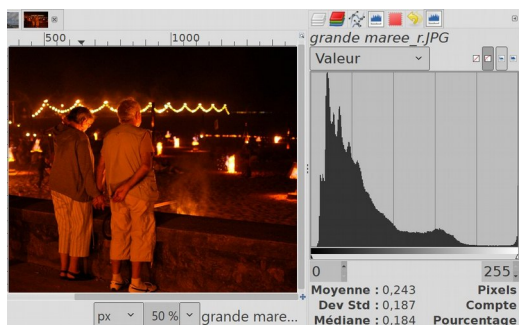 500
1000
px
50 %
grande mare...
grande maree_r.JPG
Valeur
0
255
Moyenne : 0,243
Pixels
Dev Std : 0,187
Compte
Médiane : 0,184
Pourcentage